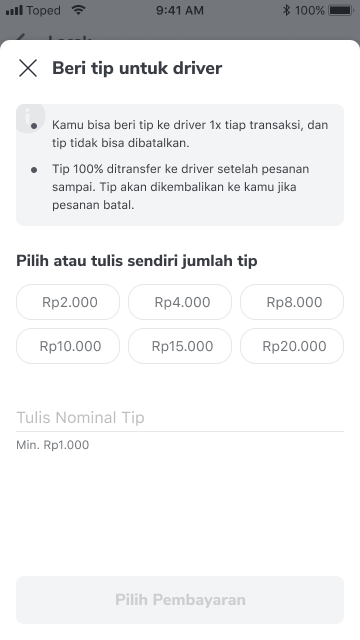 Toped 9:41 AM 100%
Beri tip untuk driver
• Kamu bisa beri tip ke driver 1x tiap transaksi, dan
tip tidak bisa dibatalkan.
• Tip 100% ditransfer ke driver setelah pesanan
sampai. Tip akan dikembalikan ke kamu jika
pesanan batal.
Pilih atau tulis sendiri jumlah tip
Rp2.000 Rp4.000 Rp8.000
Rp10.000 Rp15.000 Rp20.000
Tulis Nominal Tip
Min. Rp1.000
Pilih Pembayaran